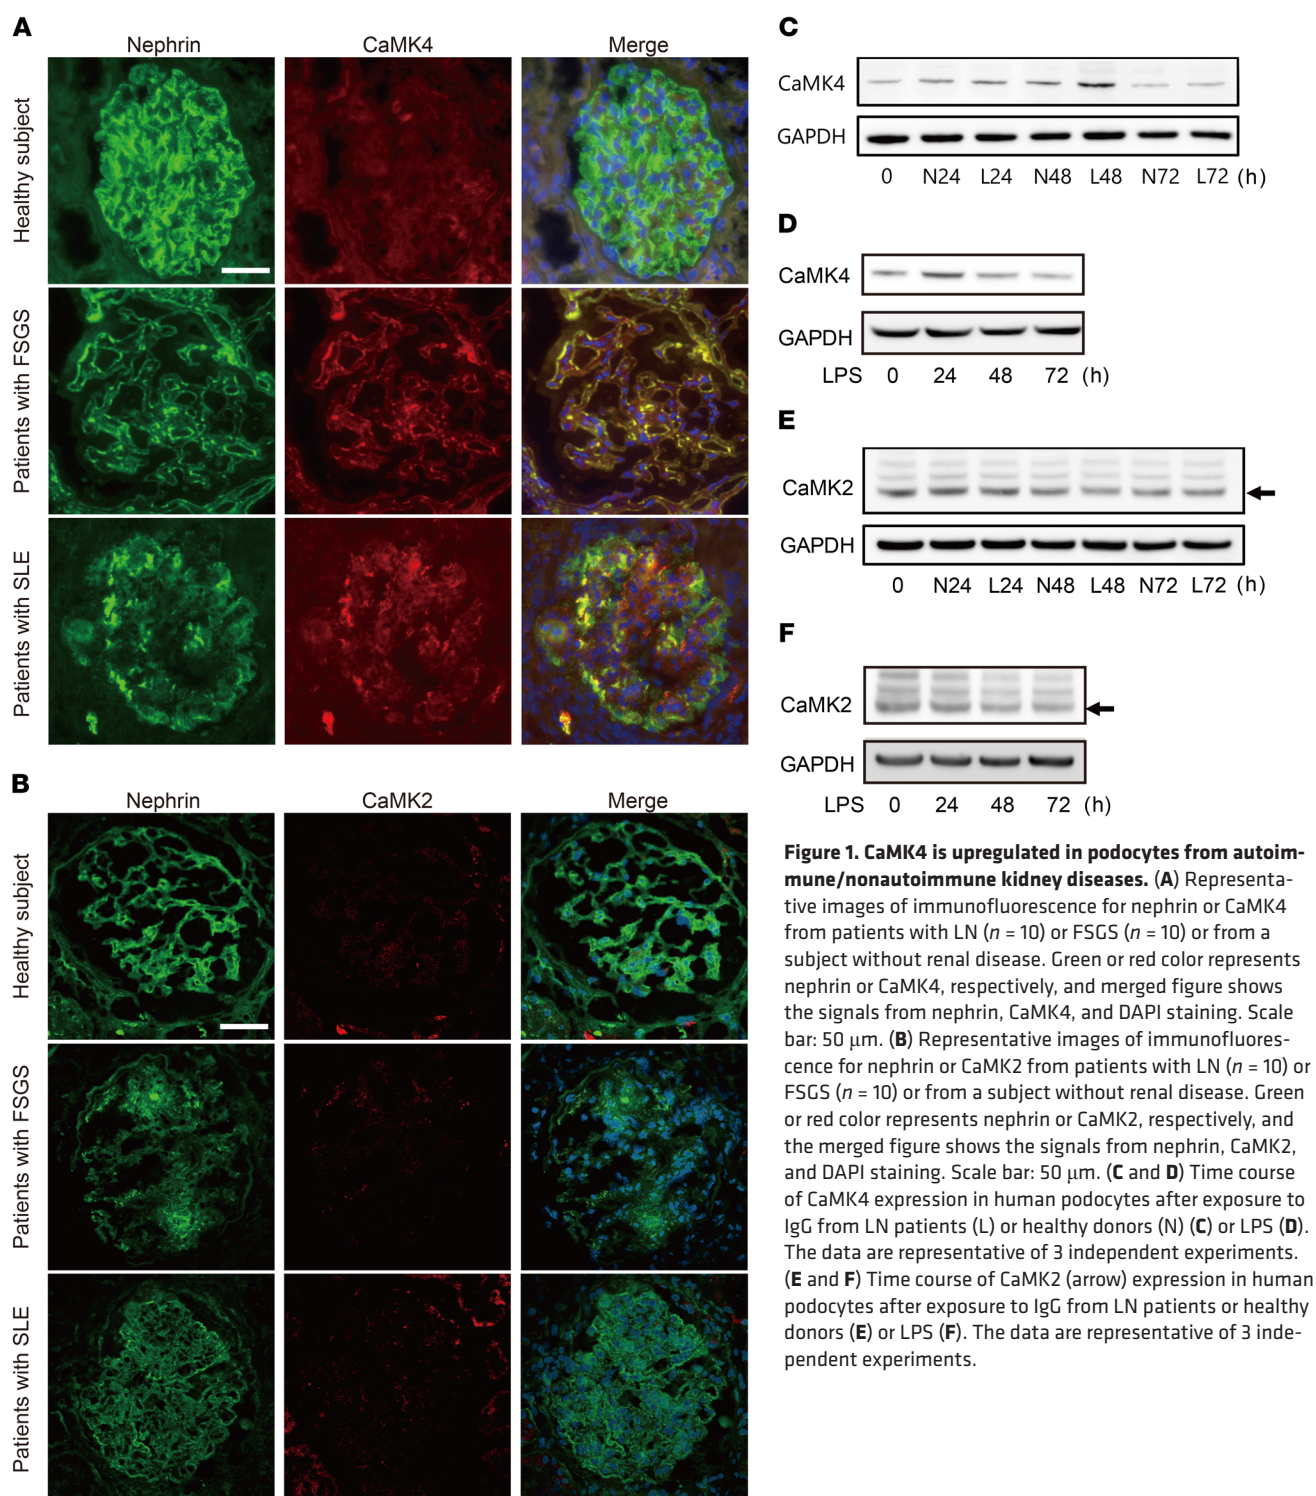 A
Nephrin CaMK4 Merge
Healthy subject
Patients with FSGS
Patients with SLE
B
Nephrin CaMK2 Merge
Healthy subject
Patients with FSGS
Patients with SLE
C
CaMK4
GAPDH
0 N24 L24 N48 L48 N72 L72 (h)
D
CaMK4
GAPDH
LPS 0 24 48 72 (h)
E
CaMK2
GAPDH
0 N24 L24 N48 L48 N72 L72 (h)
F
CaMK2
GAPDH
LPS 0 24 48 72 (h)
Figure 1. CaMK4 is upregulated in podocytes from autoim-
mune/nonautoimmune kidney diseases. (A) Representa-
tive images of immunofluorescence for nephrin or CaMK4
from patients with LN (n = 10) or FSGS (n = 10) or from a
subject without renal disease. Green or red color represents
nephrin or CaMK4, respectively, and merged figure shows
the signals from nephrin, CaMK4, and DAPI staining. Scale
bar: 50 μm. (B) Representative images of immunofluores-
cence for nephrin or CaMK2 from patients with LN (n = 10) or
FSGS (n = 10) or from a subject without renal disease. Green
or red color represents nephrin or CaMK2, respectively, and
the merged figure shows the signals from nephrin, CaMK2,
and DAPI staining. Scale bar: 50 μm. (C and D) Time course
of CaMK4 expression in human podocytes after exposure to
IgG from LN patients (L) or healthy donors (N) (C) or LPS (D).
The data are representative of 3 independent experiments.
(E and F) Time course of CaMK2 (arrow) expression in human
podocytes after exposure to IgG from LN patients or healthy
donors (E) or LPS (F). The data are representative of 3 inde-
pendent experiments.